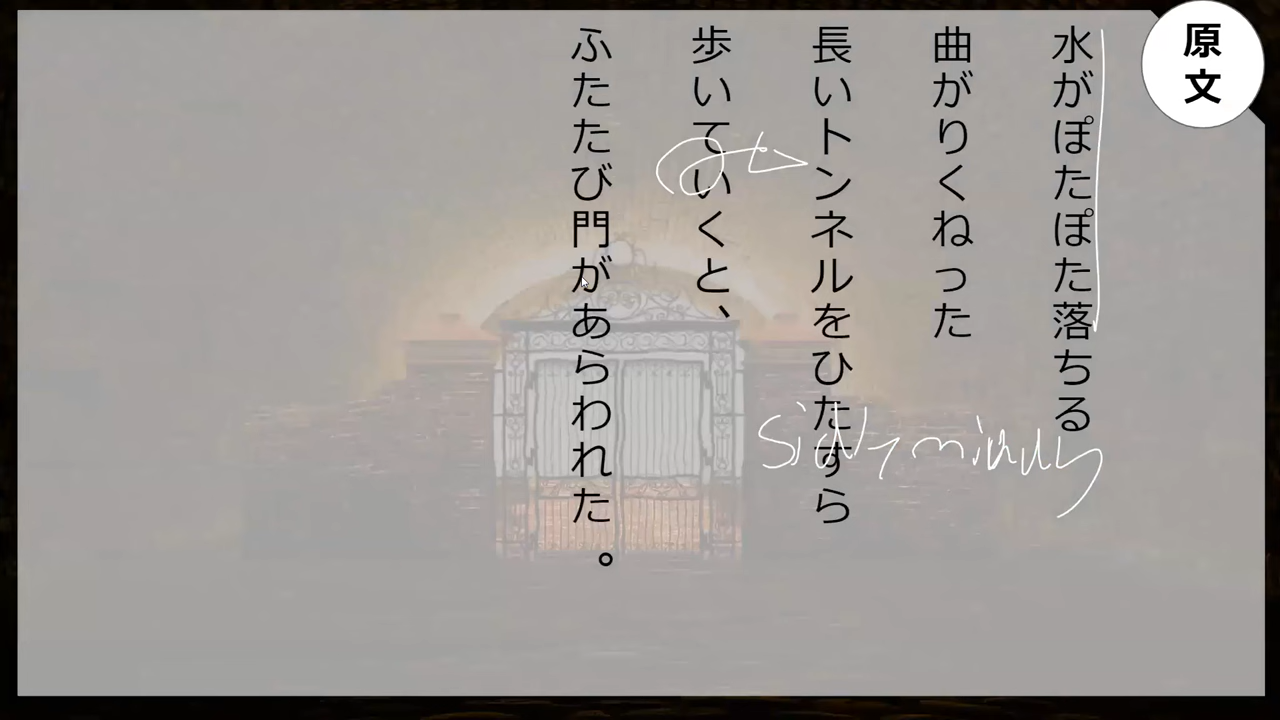 原文
水がぽたぽた落ちる
曲がりくねった
長いトンネルをひたすら
歩いていくと、
ふたたび門があらわれた。